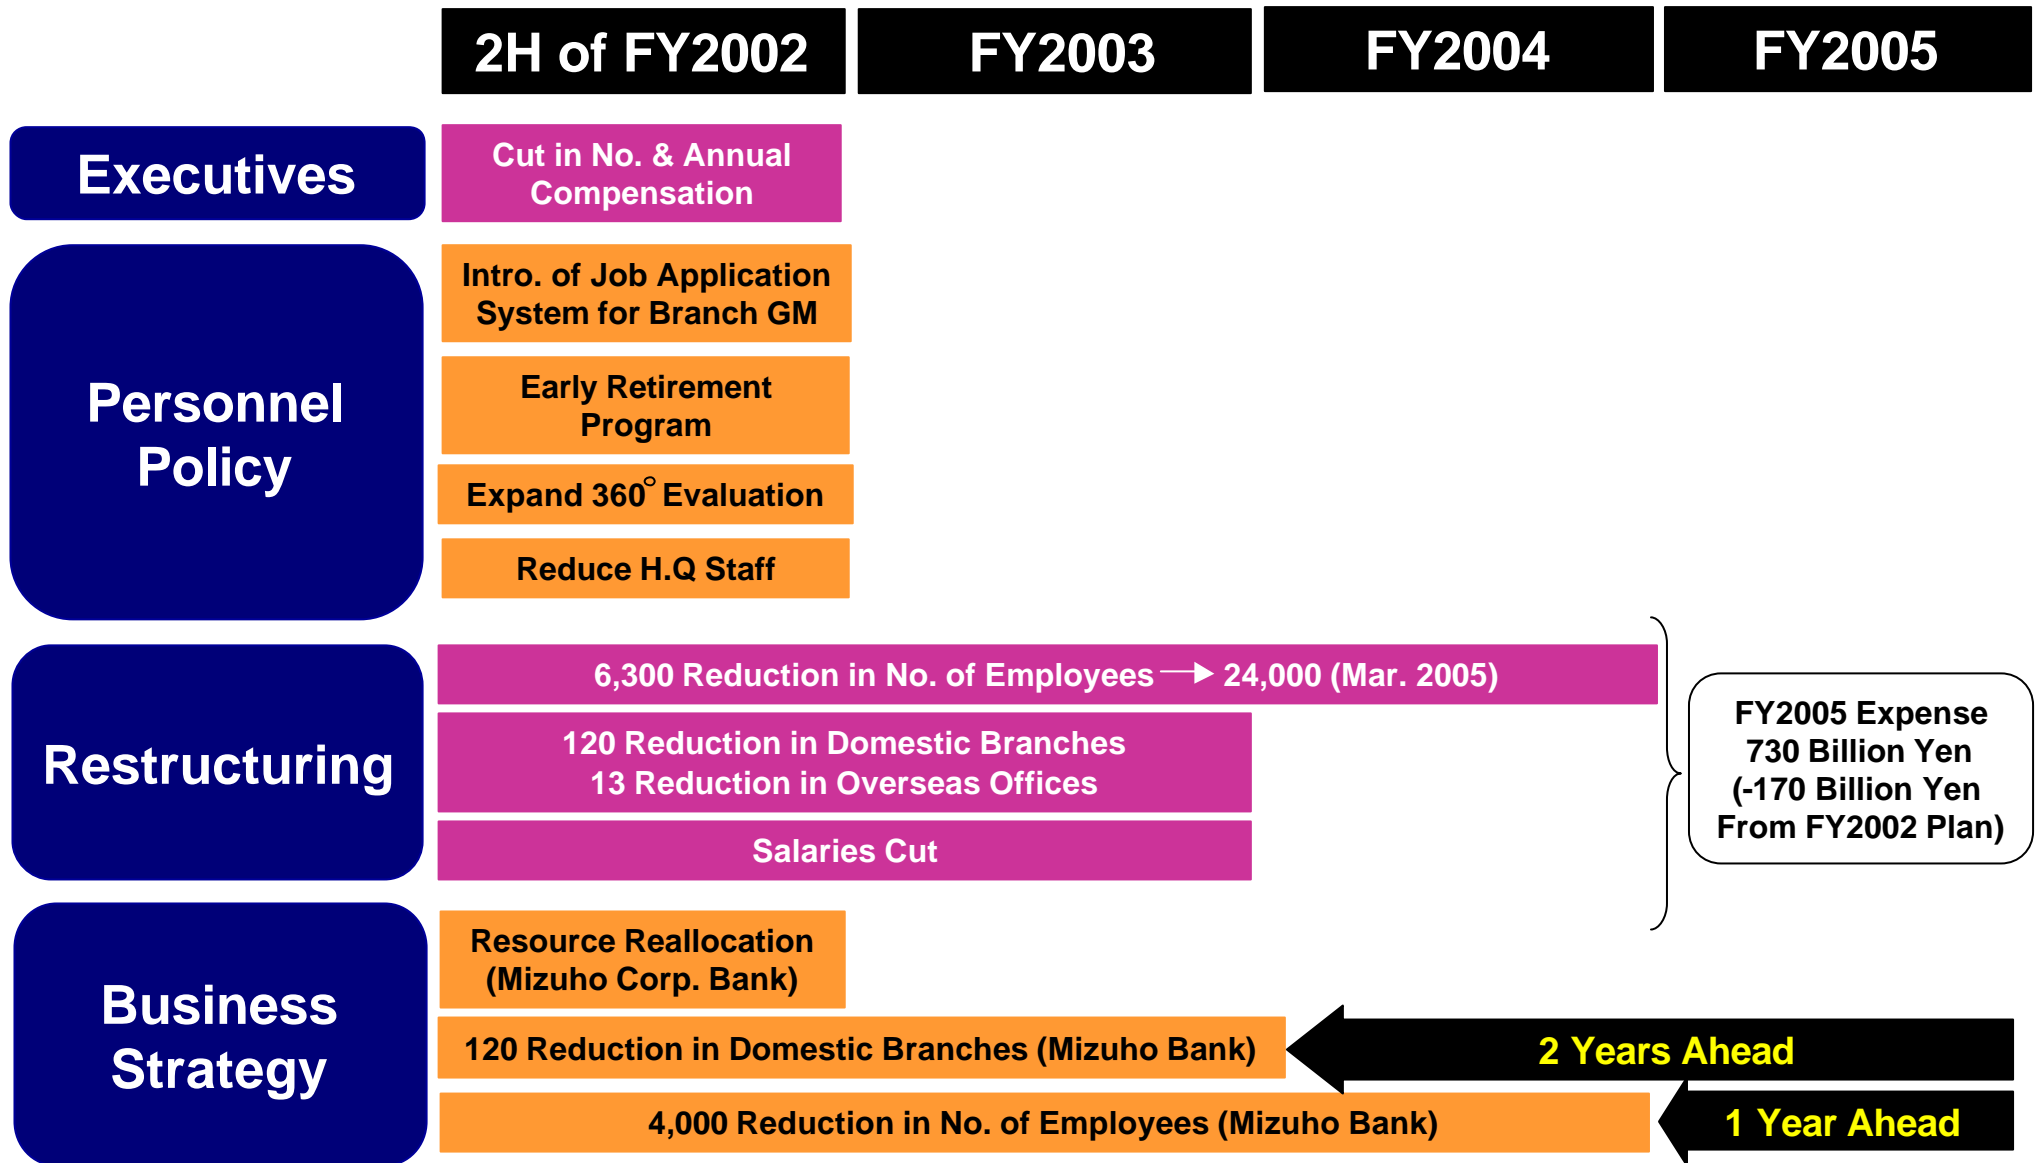 2H of FY2002
FY2003
FY2004
FY2005
Executives
Cut in No. & Annual
Compensation
Personnel
Policy
Intro. of Job Application
System for Branch GM
Early Retirement
Program
Expand 360° Evaluation
Reduce H.Q Staff
Restructuring
6,300 Reduction in No. of Employees → 24,000 (Mar. 2005)
120 Reduction in Domestic Branches
13 Reduction in Overseas Offices
Salaries Cut
FY2005 Expense
730 Billion Yen
(-170 Billion Yen
From FY2002 Plan)
Business
Strategy
Resource Reallocation
(Mizuho Corp. Bank)
120 Reduction in Domestic Branches (Mizuho Bank)
2 Years Ahead
4,000 Reduction in No. of Employees (Mizuho Bank)
1 Year Ahead